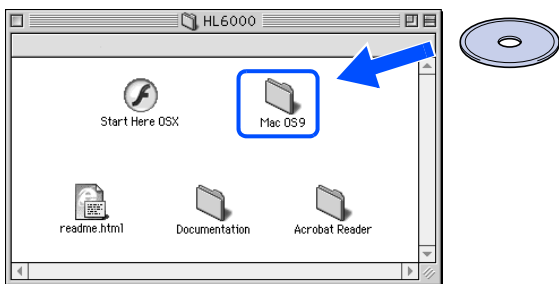 HL6000
Start Here OSX
Mac OS9
readme.html
Documentation
Acrobat Reader